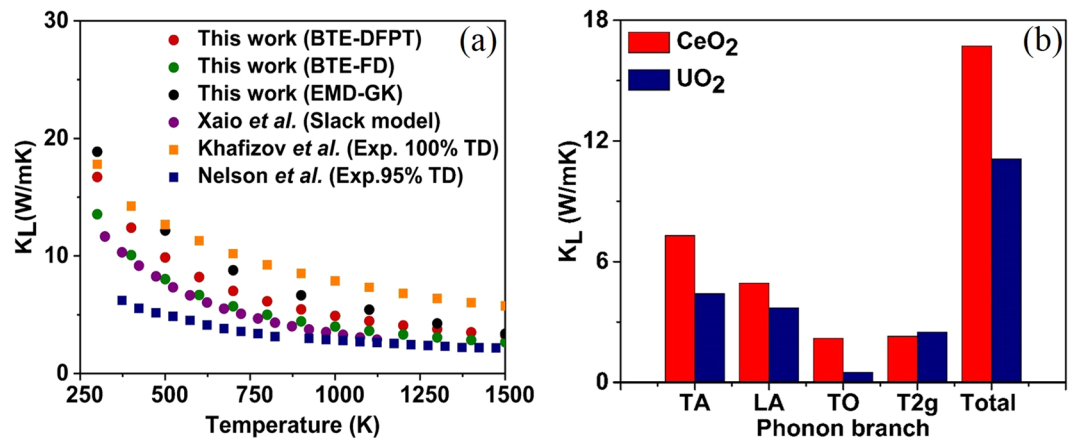 (a)
This work (BTE-DFPT)
This work (BTE-FD)
This work (EMD-GK)
Xaio et al. (Slack model)
Khafizov et al. (Exp. 100% TD)
Nelson et al. (Exp.95% TD)
K_L(W/mK)
30
20
10
0
250 500 750 1000 1250 1500
Temperature (K)
(b)
CeO₂
UO₂
K_L (W/mK)
18
12
6
0
TA LA TO T2g Total
Phonon branch